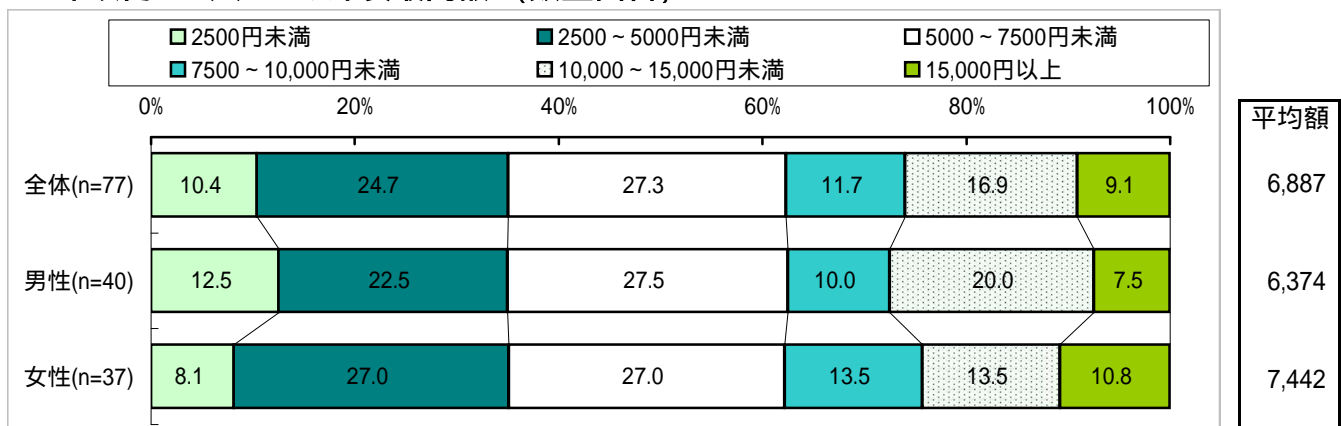 2500円未満 2500～5000円未満 5000～7500円未満
7500～10,000円未満 10,000～15,000円未満 15,000円以上
0% 20% 40% 60% 80% 100%
平均額
全体(n=77) 10.4 24.7 27.3 11.7 16.9 9.1 6,887
男性(n=40) 12.5 22.5 27.5 10.0 20.0 7.5 6,374
女性(n=37) 8.1 27.0 27.0 13.5 13.5 10.8 7,442